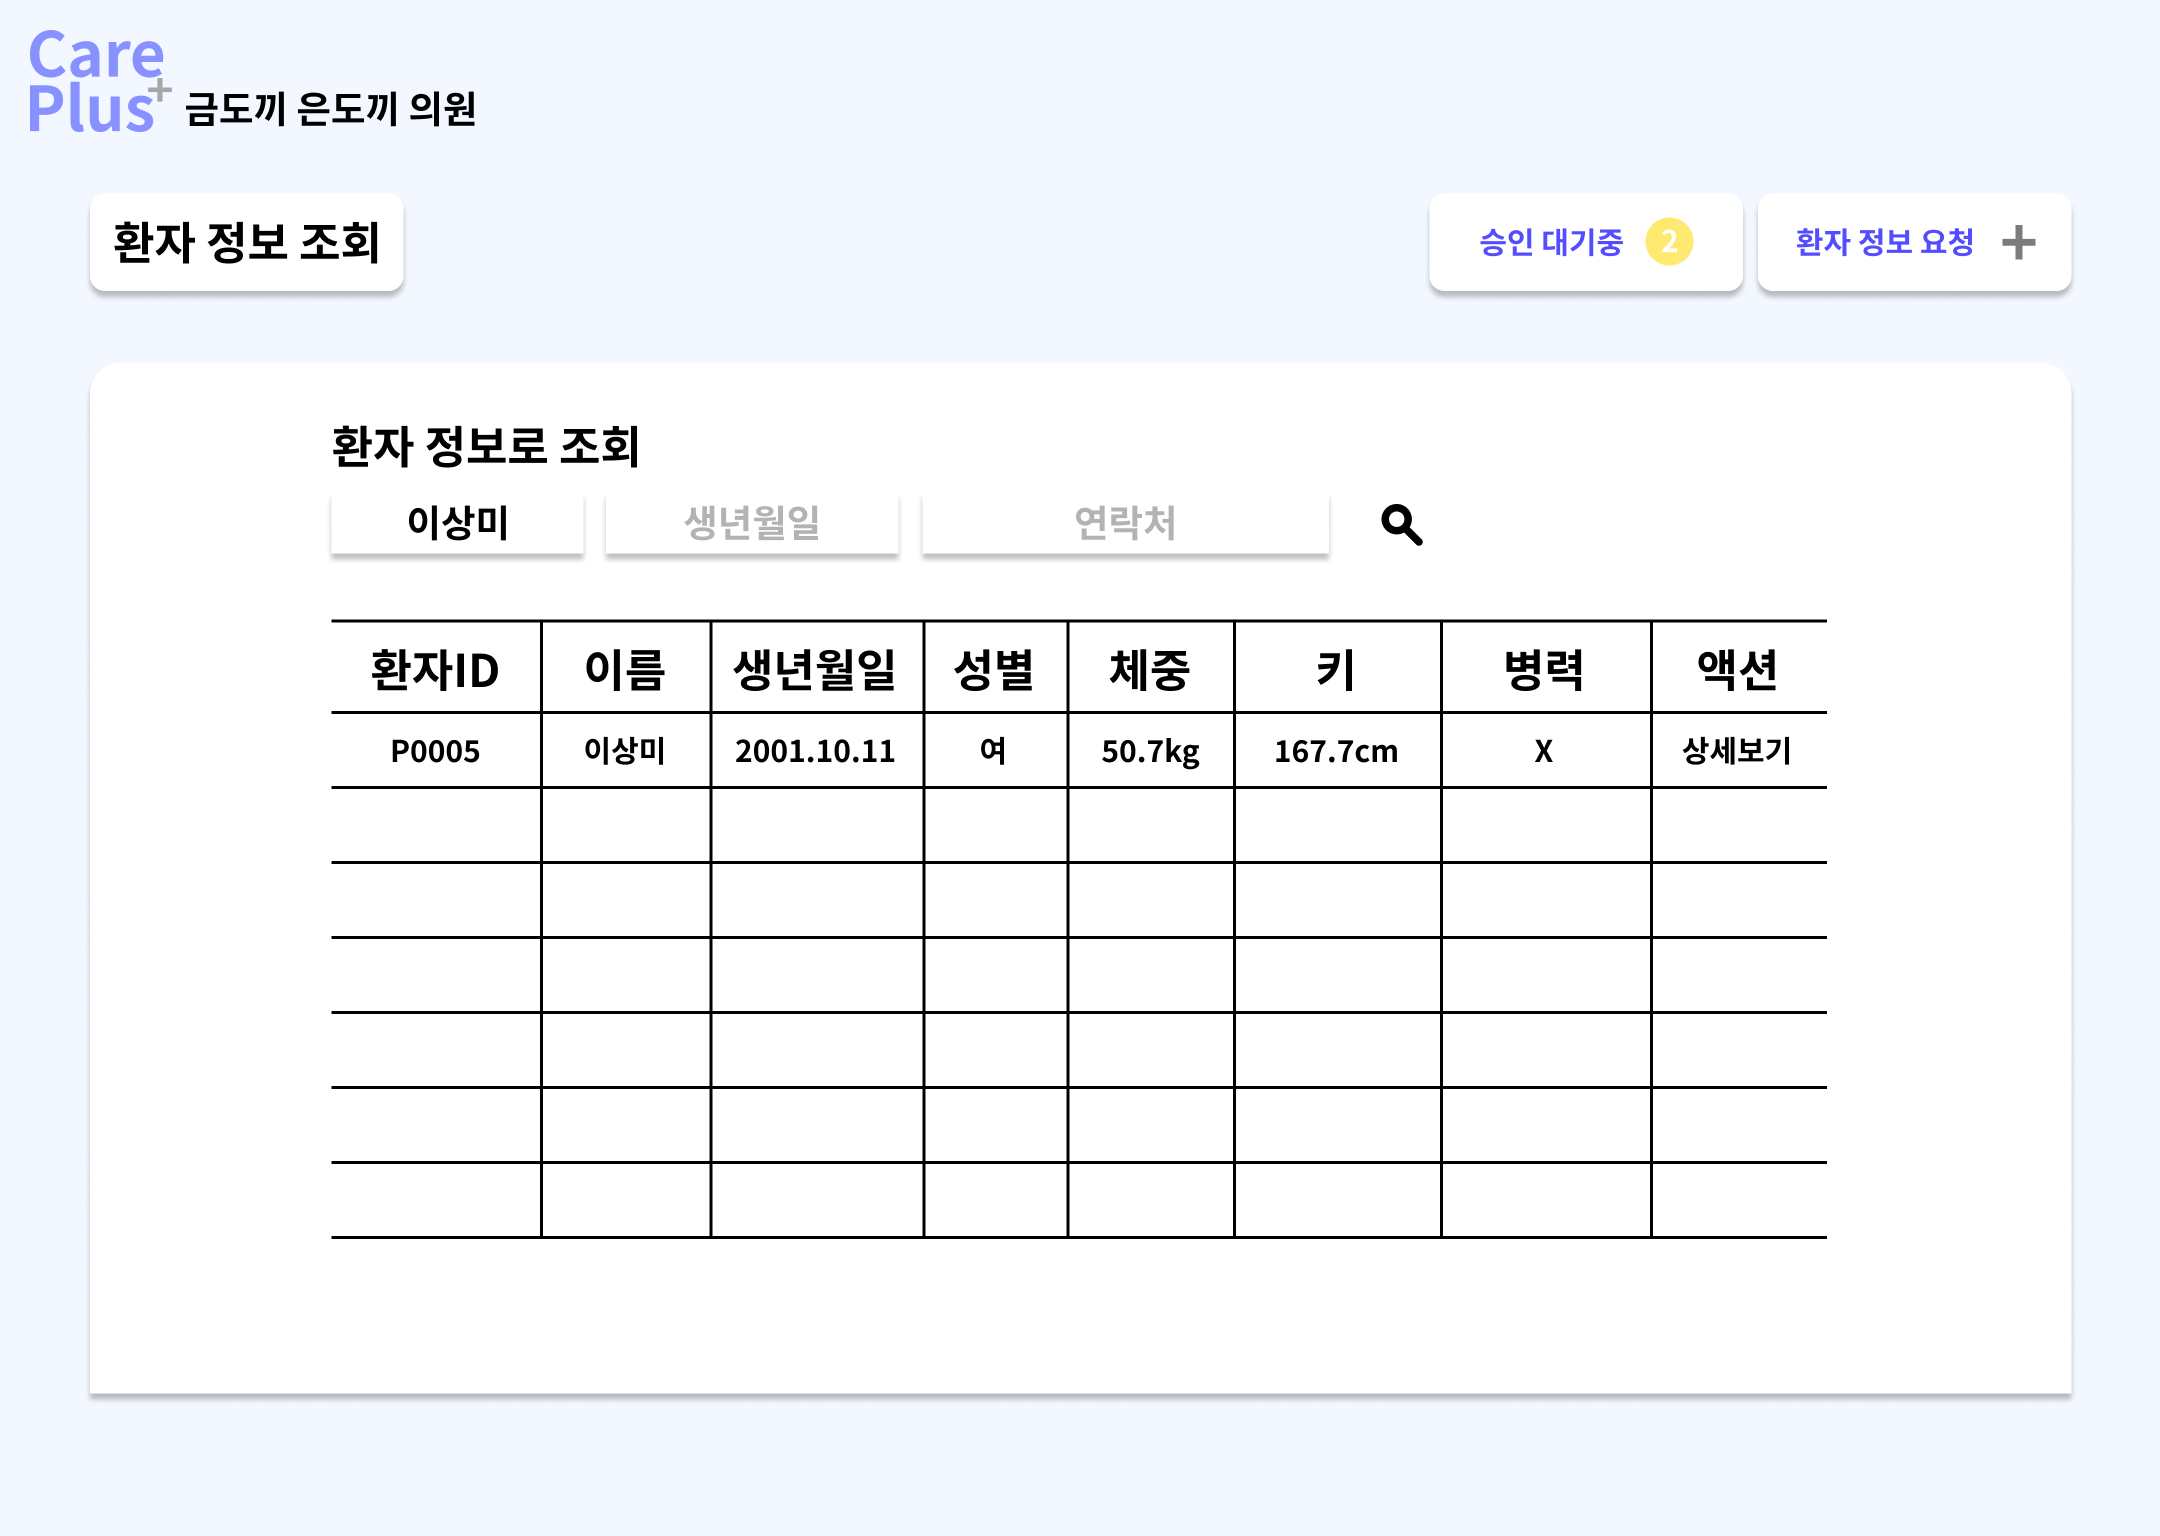 Care
Plus+ 금도끼 은도끼 의원
환자 정보 조회
승인 대기중 2
환자 정보 요청 +
환자 정보로 조회
이상미 생년월일 연락처
환자ID 이름 생년월일 성별 체중 키 병력 액션
P0005 이상미 2001.10.11 여 50.7kg 167.7cm X 상세보기